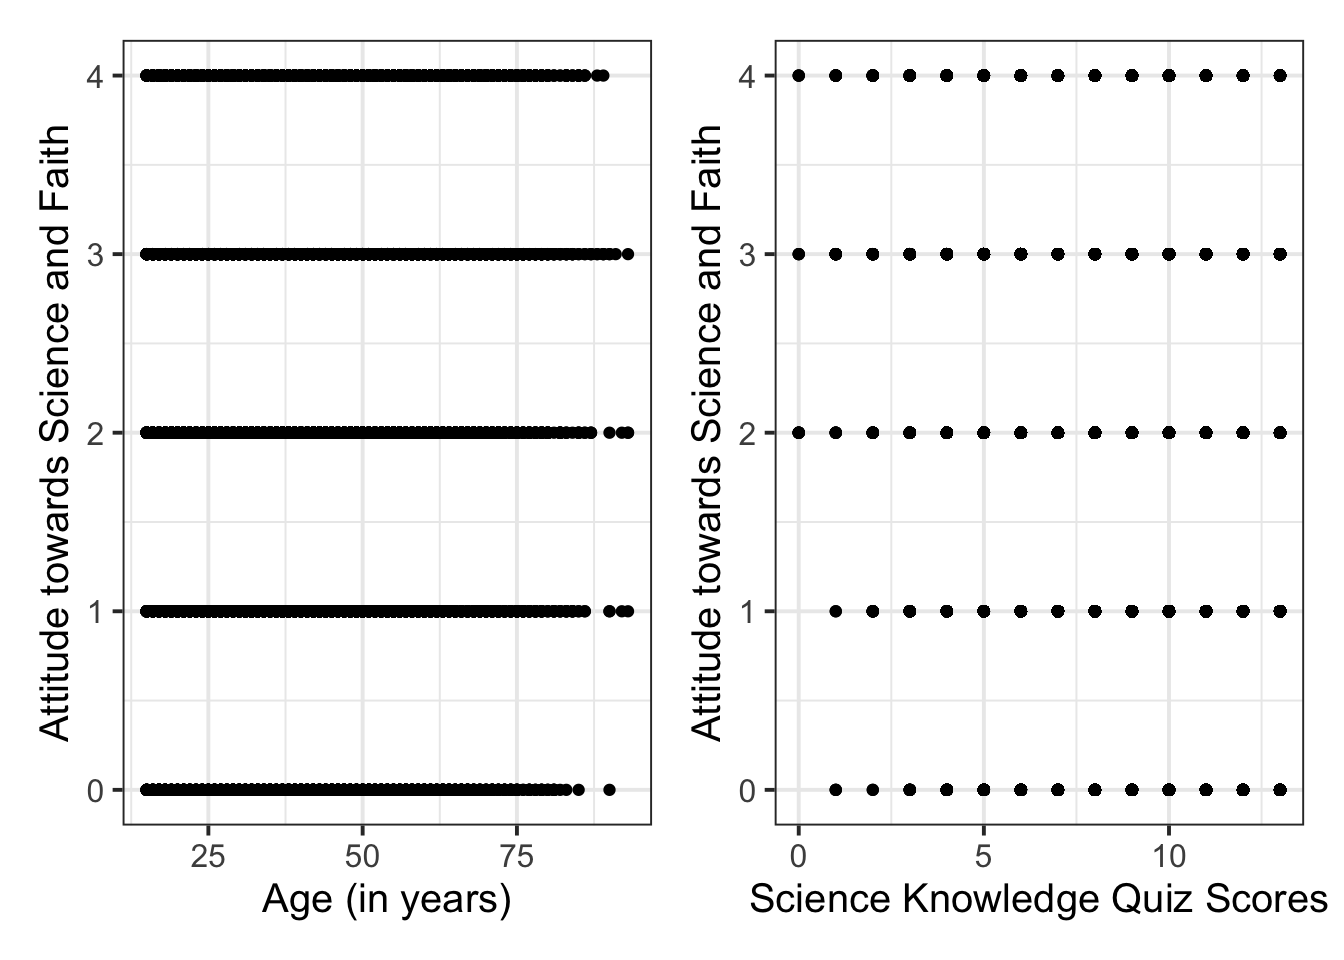 Attitude towards Science and Faith
4
3
2
1
0
25 50 75
Age (in years)
Attitude towards Science and Faith
4
3
2
1
0
0 5 10
Science Knowledge Quiz Scores